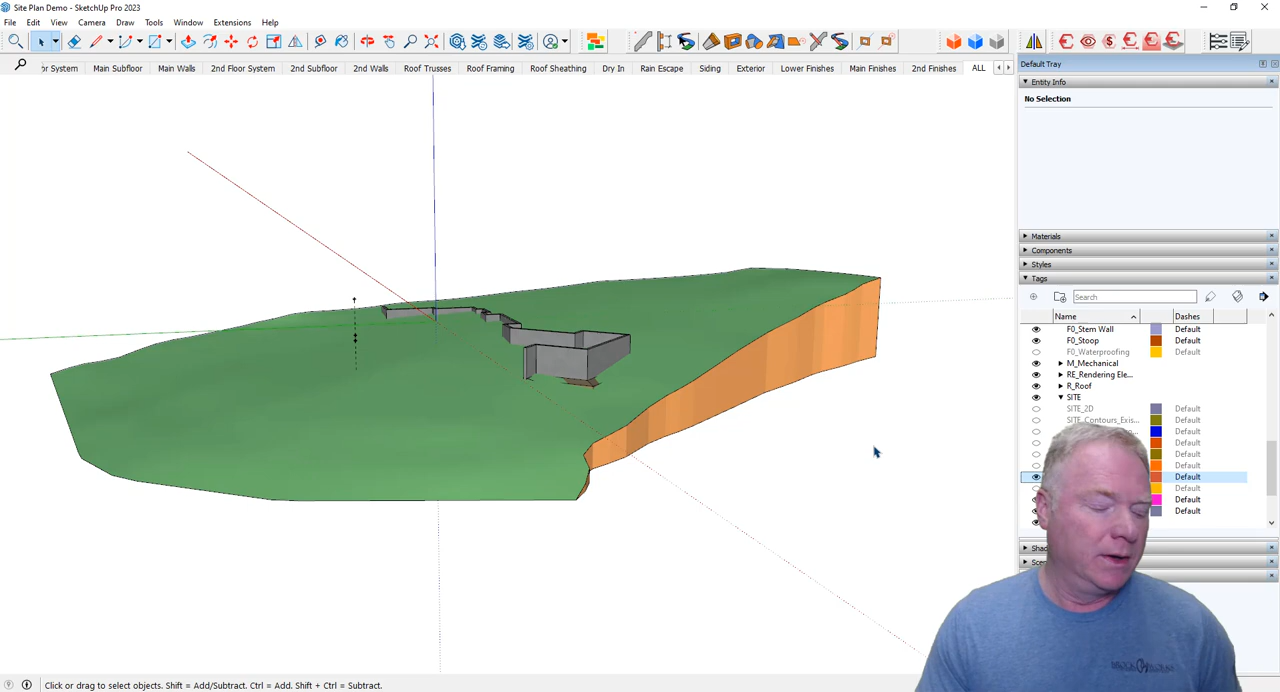 Site Plan Demo - SketchUp Pro 2023
File Edit View Camera Draw Tools Window Extensions Help
or System Main Subfloor Main Walls 2nd Floor System 2nd Subfloor 2nd Walls Roof Trusses Framing Roof Sheathing Dry In Rain Escape Siding Exterior Lower Finishes Main Finishes 2nd Finishes ALL
Default Tray
Entity Info
No Selection
Materials
Components
Styles
Tags
Search
Name Dashes
F0_Stem Wall Default
F0_Stoop Default
F0_Waterproofing Default
M_Mechanical
RE_Rendering Ele...
R_Roof
SITE
SITE_2D Default
SITE_Contours_Exis... Default
Default
Default
Default
Default
Default
Default
Default
Default
Click or drag to select objects. Shift = Add/Subtract. Ctrl = Add. Shift + Ctrl = Subtract.